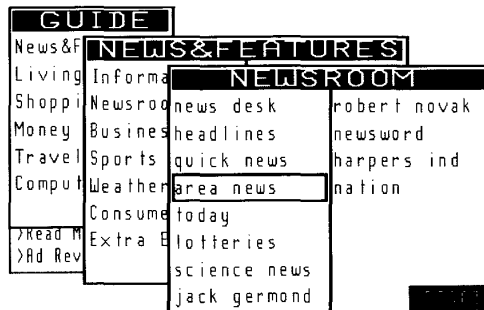 GUIDE
News&F
Living
Shoppi
Money
Travel
Comput
>Read M
>Ad Rev
NEWS&FEATURES
Informa
Newsroo
Busines
Sports
Weather
Consume
Extra E
NEWSROOM
news desk
headlines
quick news
area news
today
lotteries
science news
jack germond
robert novak
newsword
harpers ind
nation